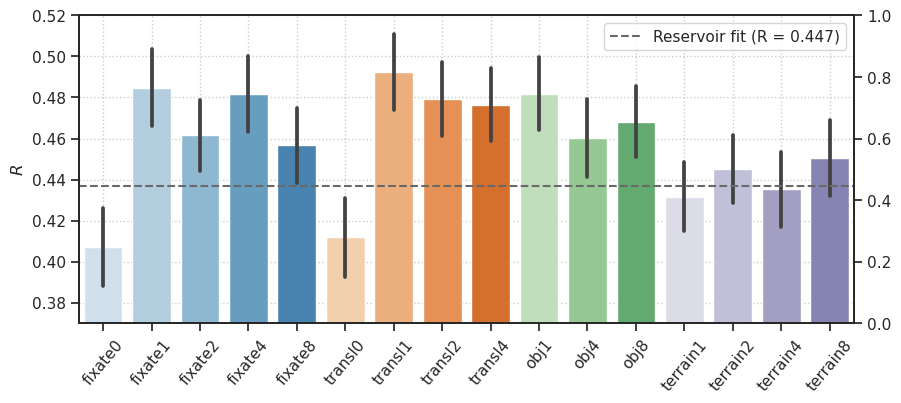 0.52
0.50
0.48
0.46
0.44
0.42
0.40
0.38
R
Reservoir fit (R = 0.447)
1.0
0.8
0.6
0.4
0.2
0.0
fixate0
fixate1
fixate2
fixate4
fixate8
transl0
transl1
transl2
transl4
obj1
obj4
obj8
terrain1
terrain2
terrain4
terrain8